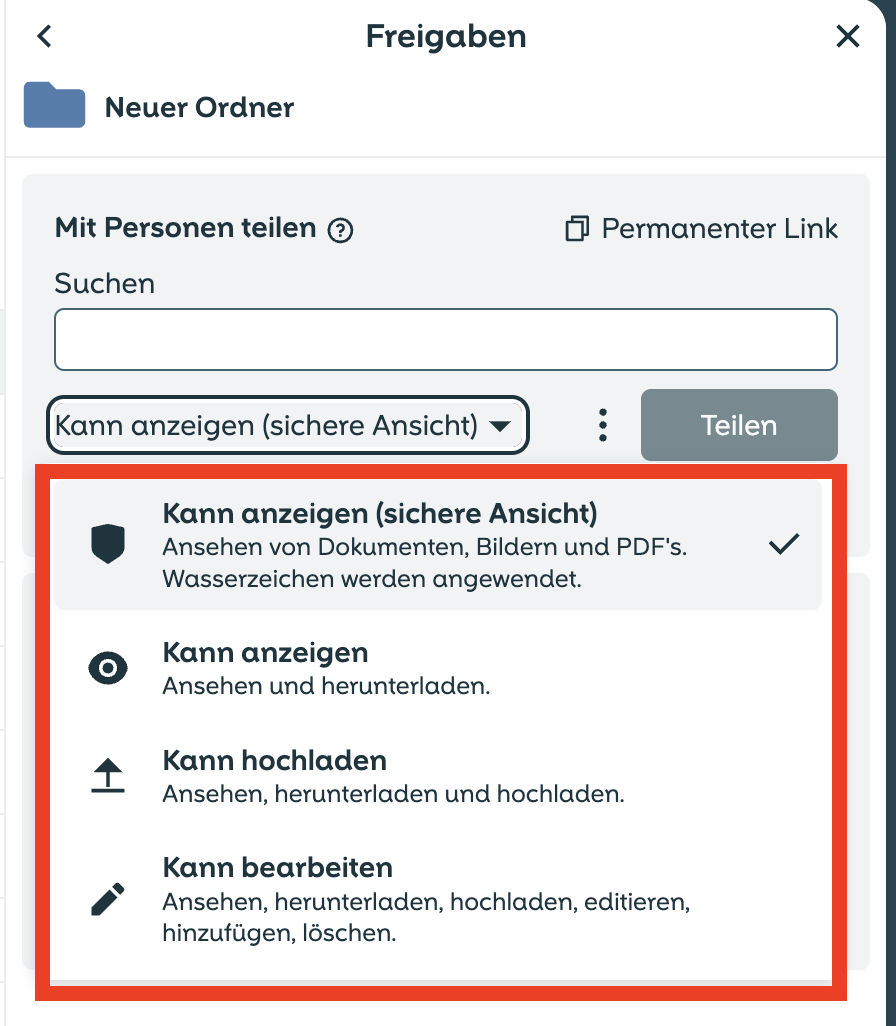 Freigaben
Neuer Ordner
Mit Personen teilen
Permanenter Link
Suchen
Kann anzeigen (sichere Ansicht)
Teilen
Kann anzeigen (sichere Ansicht)
Ansehen von Dokumenten, Bildern und PDF's.
Wasserzeichen werden angewendet.
Kann anzeigen
Ansehen und herunterladen.
Kann hochladen
Ansehen, herunterladen und hochladen.
Kann bearbeiten
Ansehen, herunterladen, hochladen, editieren,
hinzufügen, löschen.